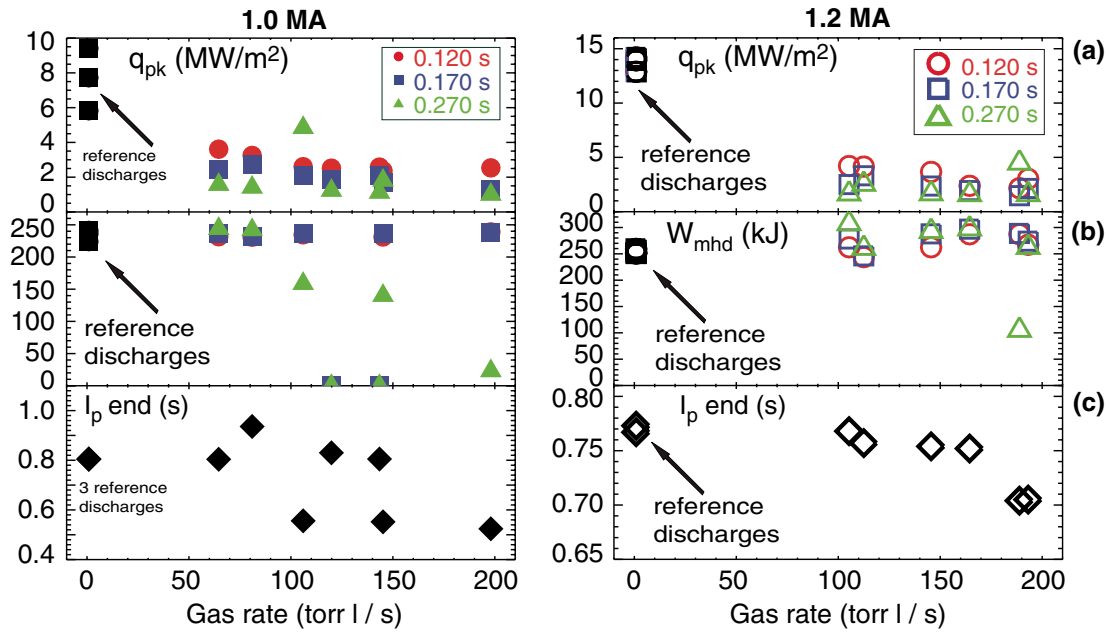 1.0 MA
1.2 MA
10
8
6
4
2
0
q_pk (MW/m²)
0.120 s
0.170 s
0.270 s
reference
discharges
15
10
5
0
q_pk (MW/m²)
0.120 s
0.170 s
0.270 s
reference
discharges
(a)
250
200
150
200
50
0
reference
discharges
300
250
200
150
100
50
0
W_mhd (kJ)
reference
discharges
(b)
1.0
0.8
0.6
0.4
I_p end (s)
3 reference
discharges
0.80
0.75
0.70
0.65
I_p end (s)
reference
discharges
(c)
0
50
100
150
200
Gas rate (torr l / s)
0
50
100
150
200
Gas rate (torr l / s)